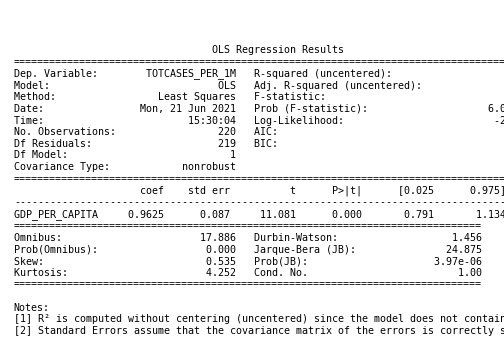 OLS Regression Results
==============================================================================
Dep. Variable: TOTCASES_PER_1M R-squared (uncentered):
Model: OLS Adj. R-squared (uncentered):
Method: Least Squares F-statistic:
Date: Mon, 21 Jun 2021 Prob (F-statistic): 6.0
Time: 15:30:04 Log-Likelihood: -2
No. Observations: 220 AIC:
Df Residuals: 219 BIC:
Df Model: 1
Covariance Type: nonrobust
==============================================================================
coef std err t P>|t| [0.025 0.975]
------------------------------------------------------------------------------
GDP_PER_CAPITA 0.9625 0.087 11.081 0.000 0.791 1.134
==============================================================================
Omnibus: 17.886 Durbin-Watson: 1.456
Prob(Omnibus): 0.000 Jarque-Bera (JB): 24.875
Skew: 0.535 Prob(JB): 3.97e-06
Kurtosis: 4.252 Cond. No. 1.00
==============================================================================
Notes:
[1] R² is computed without centering (uncentered) since the model does not contain
[2] Standard Errors assume that the covariance matrix of the errors is correctly s